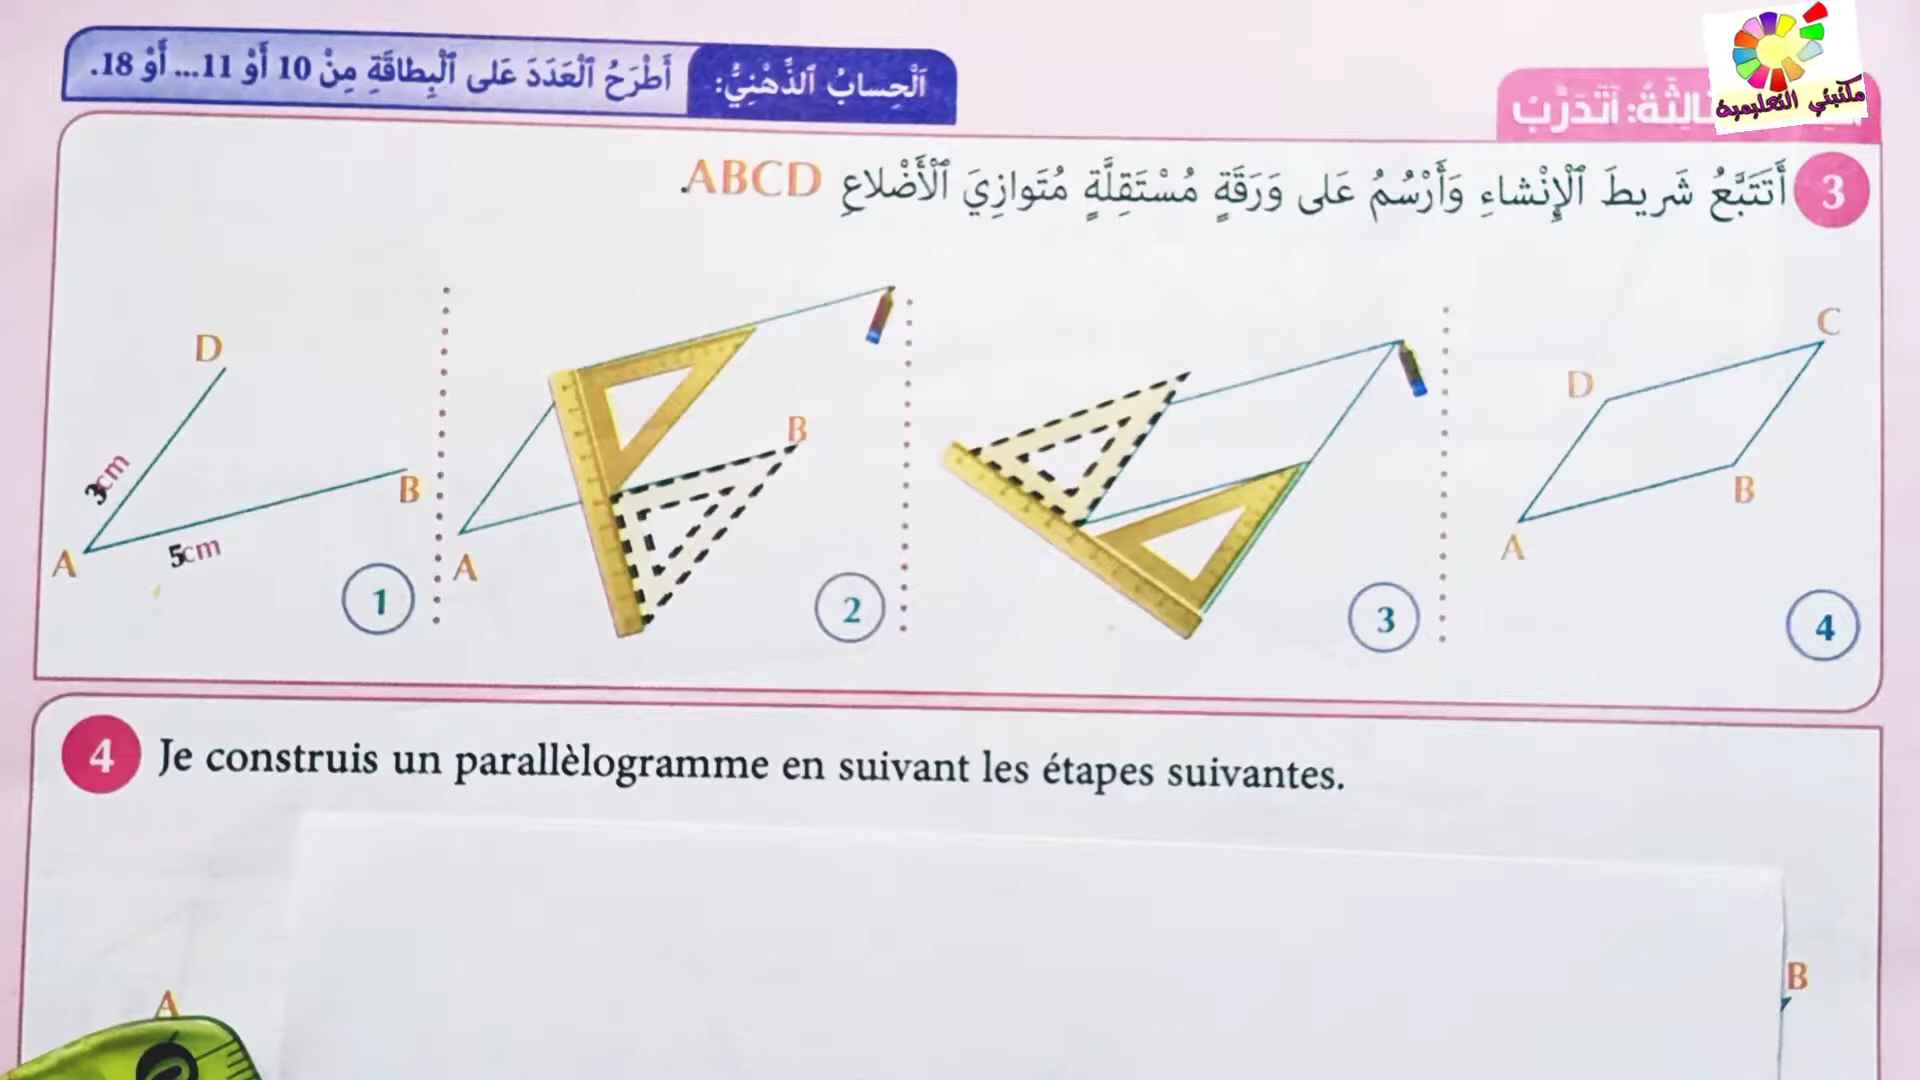 اَلْحِسابُ ٱلذِّهْنِيُّ: أَطْرَحُ ٱلْعَدَدَ عَلى ٱلْبِطاقَةِ مِنْ 10 أَوْ 11... أَوْ 18.
مكتبتي التعليمية
أَتَدَرَّبُ
3 أَتَتَبَّعُ شَريطَ ٱلْإِنْشاءِ وَأَرْسُمُ عَلى وَرَقَةٍ مُسْتَقِلَّةٍ مُتَوازِيَ ٱلْأَضْلاعِ ABCD.
D
3cm
A
5cm
B
1
A
B
2
3
C
D
B
A
4
4 Je construis un parallèlogramme en suivant les étapes suivantes.
A
B